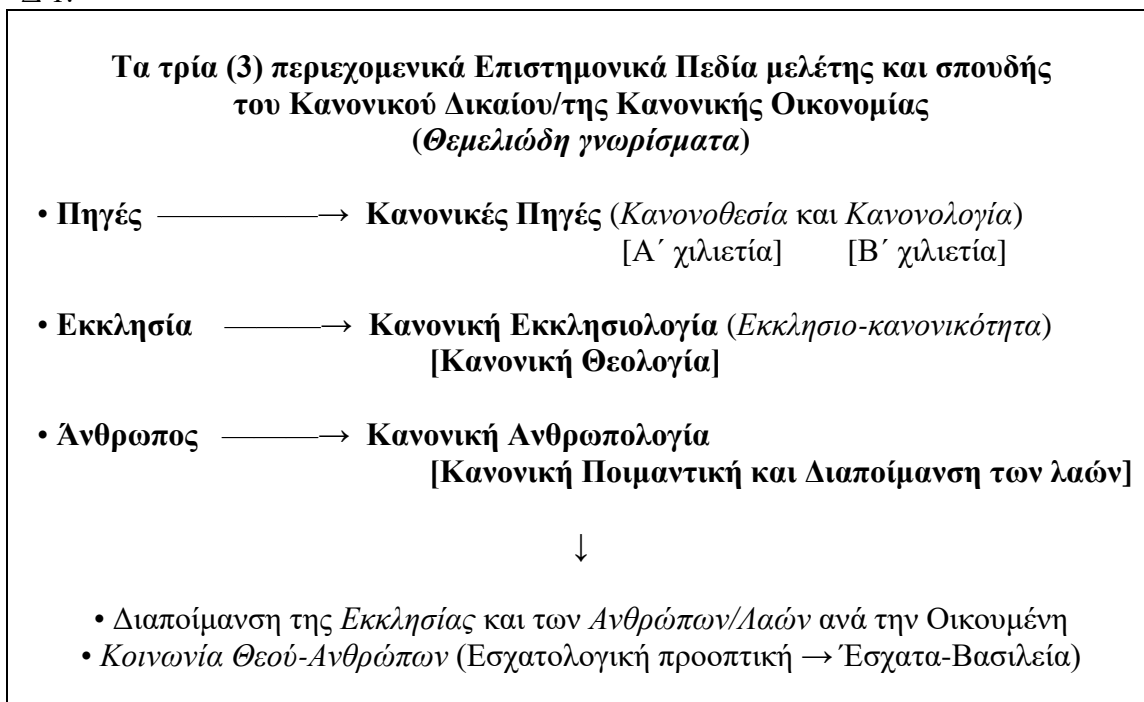 Τα τρία (3) περιεχομενικά Επιστημονικά Πεδία μελέτης και σπουδής
του Κανονικού Δικαίου/της Κανονικής Οικονομίας
(Θεμελιώδη γνωρίσματα)
• Πηγές ————→ Κανονικές Πηγές (Κανονοθεσία και Κανονολογία)
[Α΄ χιλιετία] [Β΄ χιλιετία]
• Εκκλησία ————→ Κανονική Εκκλησιολογία (Εκκλησιο-κανονικότητα)
[Κανονική Θεολογία]
• Άνθρωπος ————→ Κανονική Ανθρωπολογία
[Κανονική Ποιμαντική και Διαποίμανση των λαών]
↓
• Διαποίμανση της Εκκλησίας και των Ανθρώπων/Λαών ανά την Οικουμένη
• Κοινωνία Θεού-Ανθρώπων (Εσχατολογική προοπτική → Έσχατα-Βασιλεία)